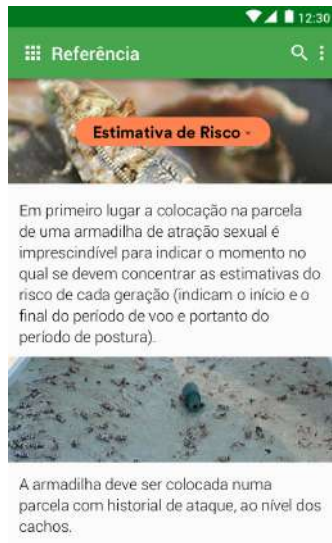 12:30
Referência
Estimativa de Risco -
Em primeiro lugar a colocação na parcela
de uma armadilha de atração sexual é
imprescindível para indicar o momento no
qual se devem concentrar as estimativas do
risco de cada geração (indicam o início e o
final do período de voo e portanto do
período de postura).
A armadilha deve ser colocada numa
parcela com historial de ataque, ao nível dos
cachos.